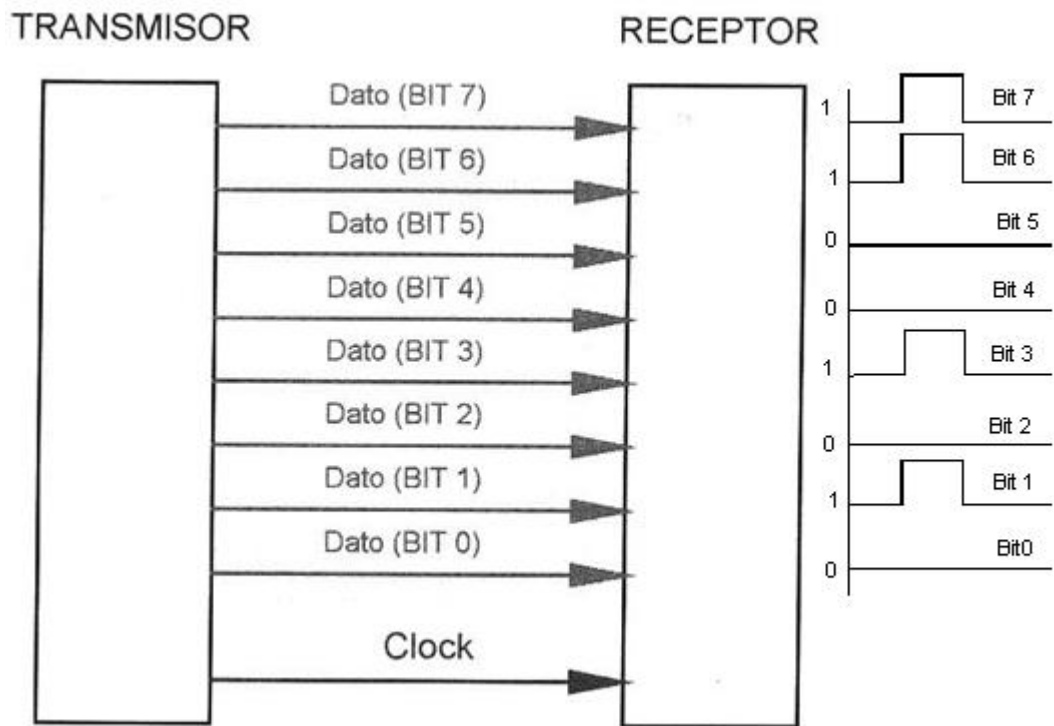 TRANSMISOR
RECEPTOR
Dato (BIT 7)
1
Bit 7
Dato (BIT 6)
1
Bit 6
Dato (BIT 5)
0
Bit 5
Dato (BIT 4)
0
Bit 4
Dato (BIT 3)
1
Bit 3
Dato (BIT 2)
0
Bit 2
Dato (BIT 1)
1
Bit 1
Dato (BIT 0)
0
Bit0
Clock